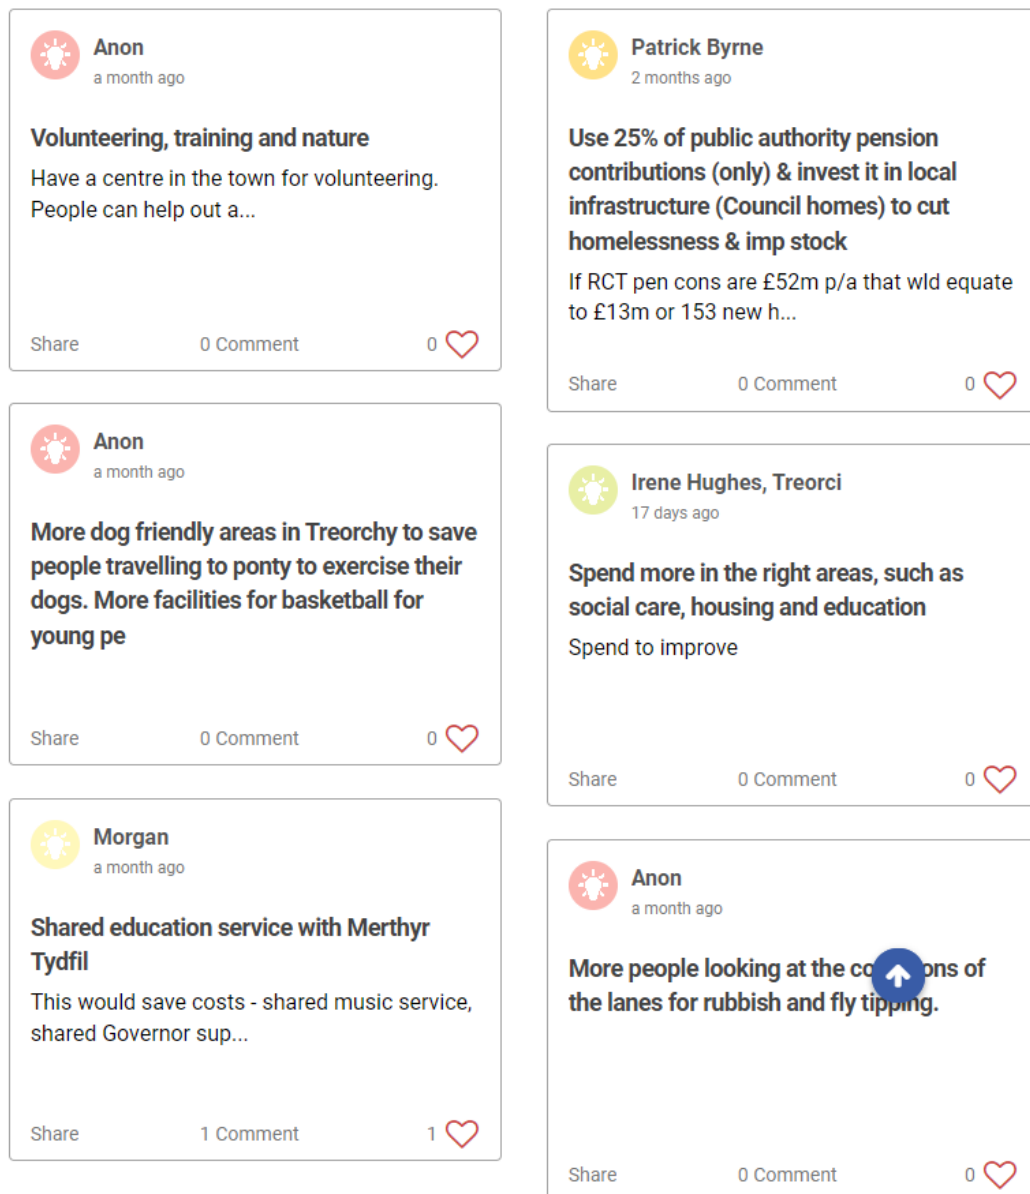 Anon
a month ago
Volunteering, training and nature
Have a centre in the town for volunteering.
People can help out a...
Share 0 Comment 0
Anon
a month ago
More dog friendly areas in Treorchy to save
people travelling to ponty to exercise their
dogs. More facilities for basketball for
young pe
Share 0 Comment 0
Morgan
a month ago
Shared education service with Merthyr
Tydfil
This would save costs - shared music service,
shared Governor sup...
Share 1 Comment 1
Patrick Byrne
2 months ago
Use 25% of public authority pension
contributions (only) & invest it in local
infrastructure (Council homes) to cut
homelessness & imp stock
If RCT pen cons are £52m p/a that wld equate
to £13m or 153 new h...
Share 0 Comment 0
Irene Hughes, Treorci
17 days ago
Spend more in the right areas, such as
social care, housing and education
Spend to improve
Share 0 Comment 0
Anon
a month ago
More people looking at the of
the lanes for rubbish and fly tipping.
Share 0 Comment 0